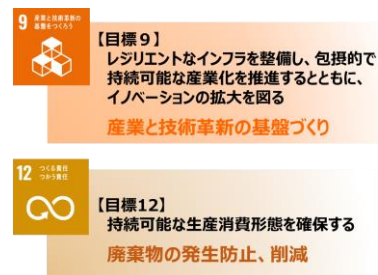 9 産業と技術革新の
基盤をつくろう
【目標９】
レジリエントなインフラを整備し、包摂的で
持続可能な産業化を推進するとともに、
イノベーションの拡大を図る
産業と技術革新の基盤づくり
12 つくる責任
つかう責任
【目標12】
持続可能な生産消費形態を確保する
廃棄物の発生防止、削減